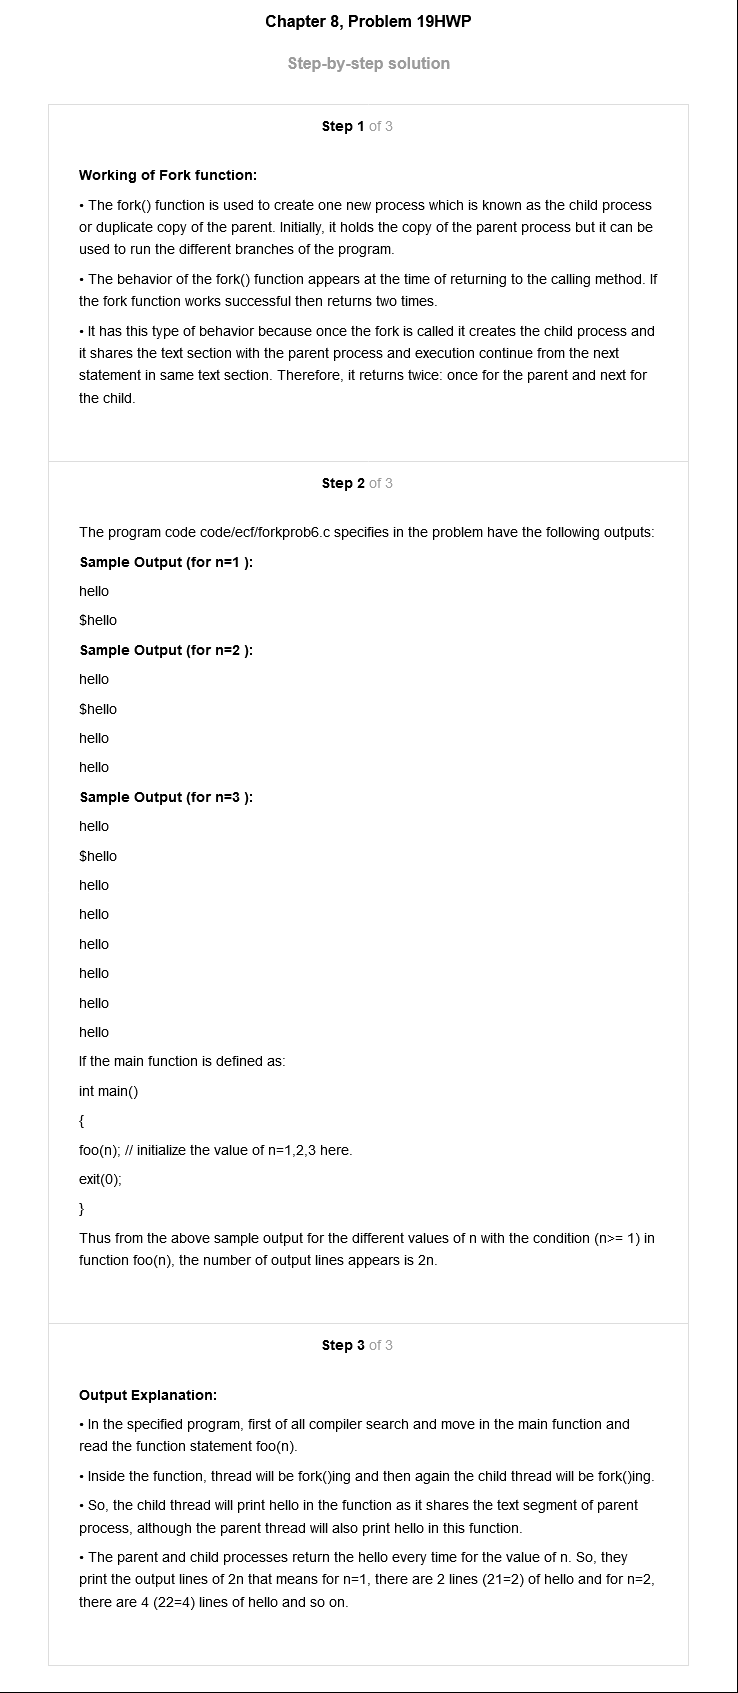 Chapter 8, Problem 19HWP
Step-by-step solution
Step 1 of 3
Working of Fork function:
• The fork() function is used to create one new process which is known as the child process
or duplicate copy of the parent. Initially, it holds the copy of the parent process but it can be
used to run the different branches of the program.
• The behavior of the fork() function appears at the time of returning to the calling method. If
the fork function works successful then returns two times.
• It has this type of behavior because once the fork is called it creates the child process and
it shares the text section with the parent process and execution continue from the next
statement in same text section. Therefore, it returns twice: once for the parent and next for
the child.
Step 2 of 3
The program code code/ecf/forkprob6.c specifies in the problem have the following outputs:
Sample Output (for n=1 ):
hello
$hello
Sample Output (for n=2 ):
hello
$hello
hello
hello
Sample Output (for n=3 ):
hello
$hello
hello
hello
hello
hello
hello
hello
If the main function is defined as:
int main()
{
foo(n); // initialize the value of n=1,2,3 here.
exit(0);
}
Thus from the above sample output for the different values of n with the condition (n>= 1) in
function foo(n), the number of output lines appears is 2n.
Step 3 of 3
Output Explanation:
• In the specified program, first of all compiler search and move in the main function and
read the function statement foo(n).
• Inside the function, thread will be fork()ing and then again the child thread will be fork()ing.
• So, the child thread will print hello in the function as it shares the text segment of parent
process, although the parent thread will also print hello in this function.
• The parent and child processes return the hello every time for the value of n. So, they
print the output lines of 2n that means for n=1, there are 2 lines (21=2) of hello and for n=2,
there are 4 (22=4) lines of hello and so on.